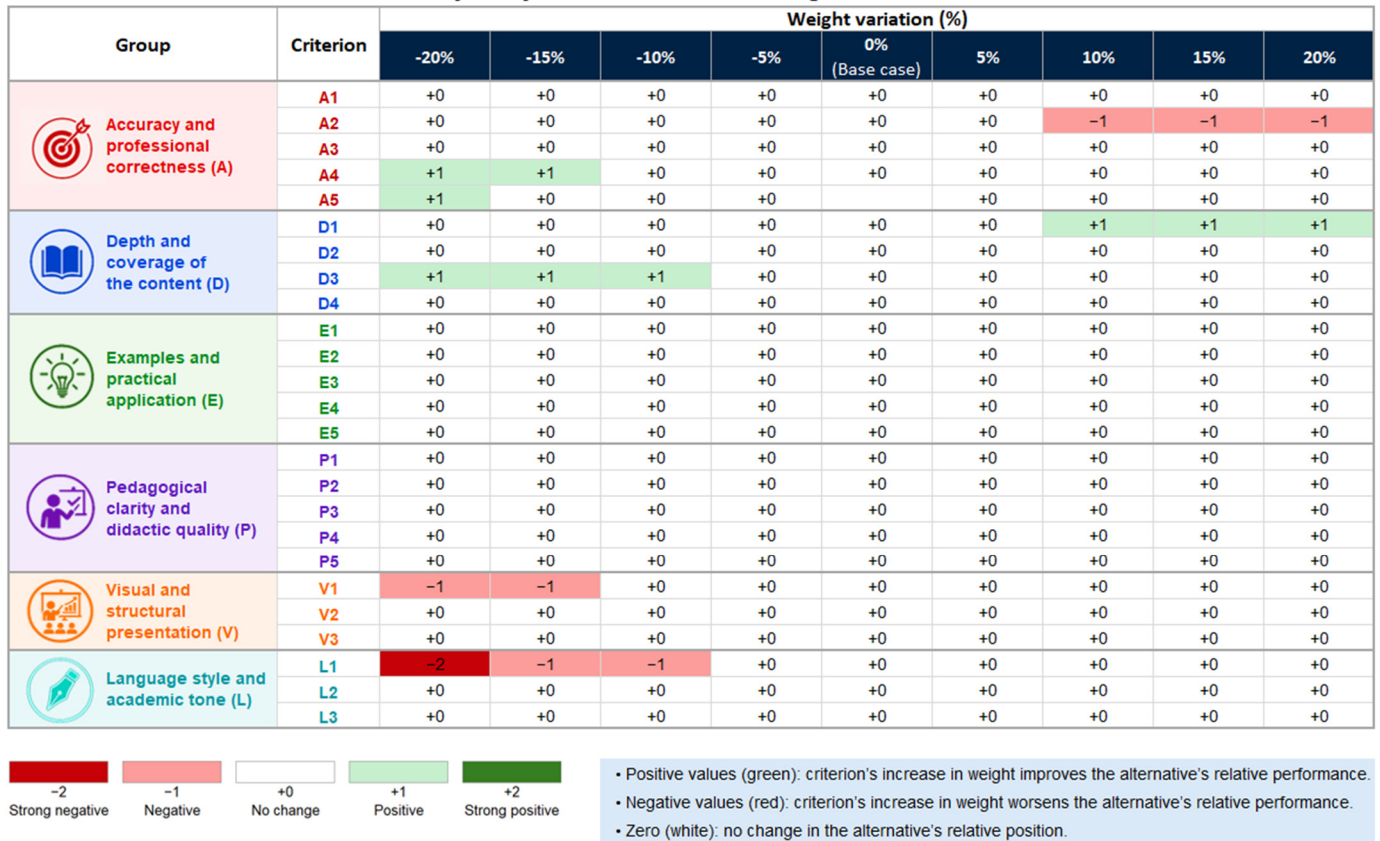 Weight variation (%)
Group Criterion -20% -15% -10% -5% 0% 5% 10% 15% 20%
(Base case)
Accuracy and
professional
correctness (A)
A1 +0 +0 +0 +0 +0 +0 +0 +0 +0
A2 +0 +0 +0 +0 +0 +0 −1 −1 −1
A3 +0 +0 +0 +0 +0 +0 +0 +0 +0
A4 +1 +1 +0 +0 +0 +0 +0 +0 +0
A5 +1 +0 +0 +0 +0 +0 +0 +0
Depth and
coverage of
the content (D)
D1 +0 +0 +0 +0 +0 +0 +1 +1 +1
D2 +0 +0 +0 +0 +0 +0 +0 +0 +0
D3 +1 +1 +1 +0 +0 +0 +0 +0 +0
D4 +0 +0 +0 +0 +0 +0 +0 +0 +0
Examples and
practical
application (E)
E1 +0 +0 +0 +0 +0 +0 +0 +0 +0
E2 +0 +0 +0 +0 +0 +0 +0 +0 +0
E3 +0 +0 +0 +0 +0 +0 +0 +0 +0
E4 +0 +0 +0 +0 +0 +0 +0 +0 +0
E5 +0 +0 +0 +0 +0 +0 +0 +0 +0
Pedagogical
clarity and
didactic quality (P)
P1 +0 +0 +0 +0 +0 +0 +0 +0 +0
P2 +0 +0 +0 +0 +0 +0 +0 +0 +0
P3 +0 +0 +0 +0 +0 +0 +0 +0 +0
P4 +0 +0 +0 +0 +0 +0 +0 +0 +0
P5 +0 +0 +0 +0 +0 +0 +0 +0 +0
Visual and
structural
presentation (V)
V1 −1 −1 +0 +0 +0 +0 +0 +0 +0
V2 +0 +0 +0 +0 +0 +0 +0 +0 +0
V3 +0 +0 +0 +0 +0 +0 +0 +0 +0
Language style and
academic tone (L)
L1 −2 −1 −1 +0 +0 +0 +0 +0 +0
L2 +0 +0 +0 +0 +0 +0 +0 +0 +0
L3 +0 +0 +0 +0 +0 +0 +0 +0 +0
−2 −1 +0 +1 +2
Strong negative Negative No change Positive Strong positive
• Positive values (green): criterion's increase in weight improves the alternative's relative performance.
• Negative values (red): criterion's increase in weight worsens the alternative's relative performance.
• Zero (white): no change in the alternative's relative position.